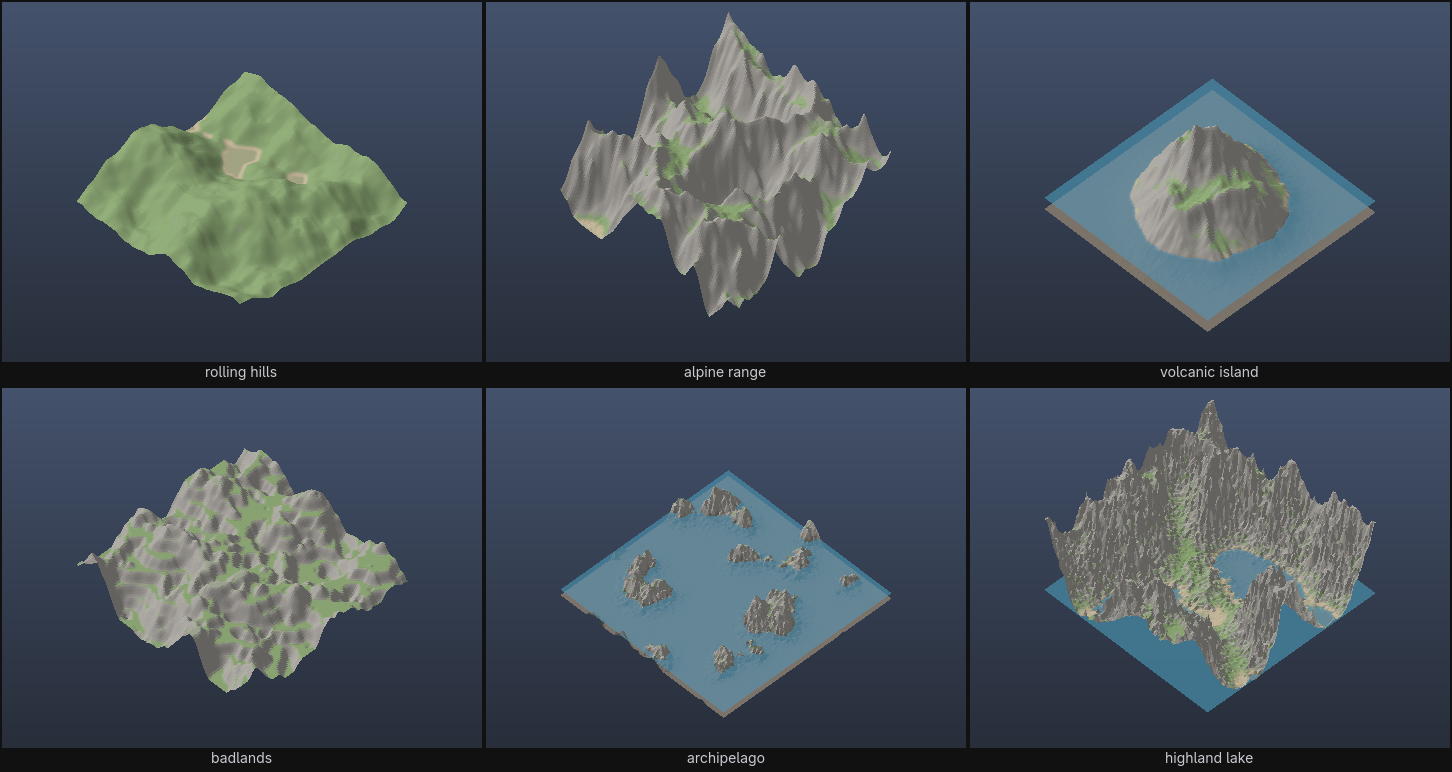 rolling hills
alpine range
volcanic island
badlands
archipelago
highland lake